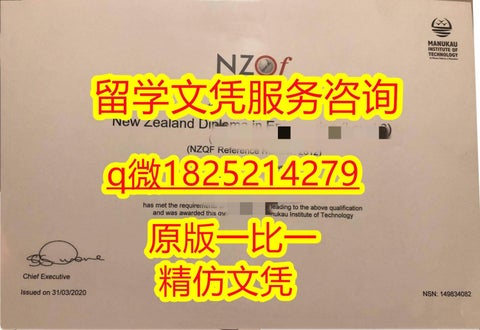 MANUKAU
INSTITUTE OF
TECHNOLOGY
NZQf
留学文凭服务咨询
New Zealand Diploma in
(NZQF Reference
q微1825214279
has met the requirements leading to the above qualification
and was awarded this Institute of Technology
原版一比一
精仿文凭
Chief Executive
Issued on 31/03/2020
NSN: 149834082